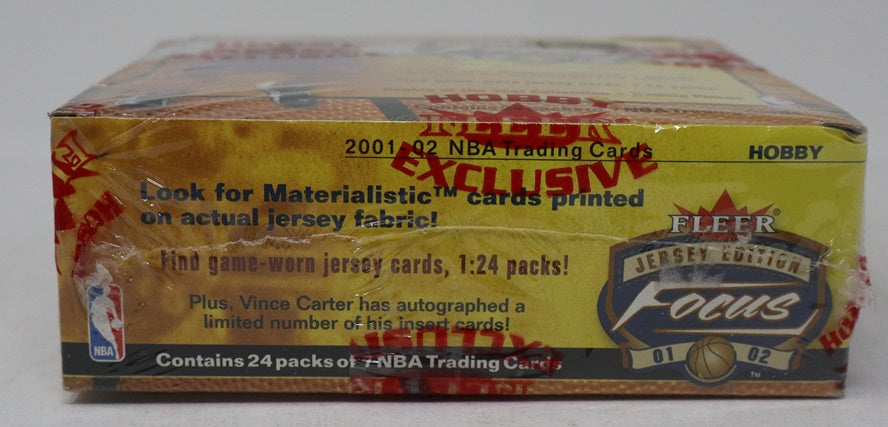 HOBBY
FLEER
EXCLUSIVE
2001-02 NBA Trading Cards
HOBBY
Look for Materialistic™ cards printed
on actual jersey fabric!
Find game-worn jersey cards, 1:24 packs!
Plus, Vince Carter has autographed a
limited number of his insert cards!
NBA
Contains 24 packs of 7 NBA Trading Cards
FLEER®
JERSEY EDITION
Focus
01 02
™